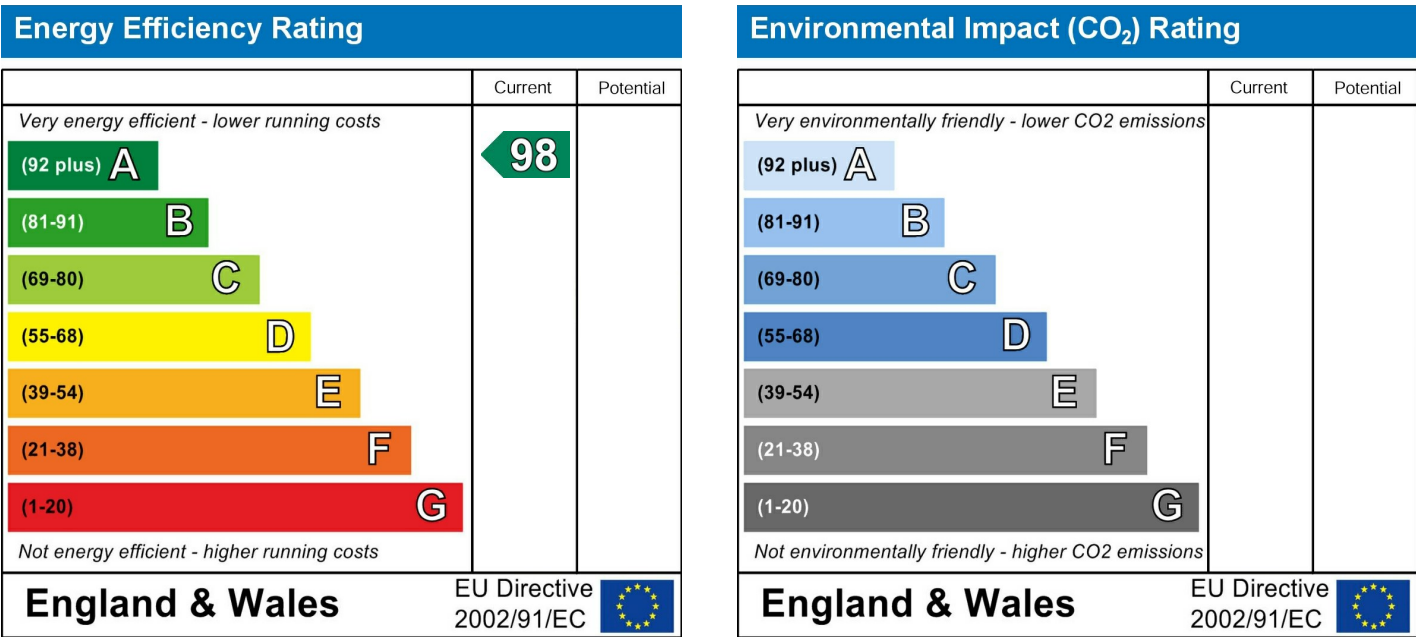 Energy Efficiency Rating
Current Potential
Very energy efficient - lower running costs
(92 plus) A
98
(81-91) B
(69-80) C
(55-68) D
(39-54) E
(21-38) F
(1-20) G
Not energy efficient - higher running costs
England & Wales
EU Directive
2002/91/EC
Environmental Impact (CO₂) Rating
Current Potential
Very environmentally friendly - lower CO2 emissions
(92 plus) A
(81-91) B
(69-80) C
(55-68) D
(39-54) E
(21-38) F
(1-20) G
Not environmentally friendly - higher CO2 emissions
England & Wales
EU Directive
2002/91/EC